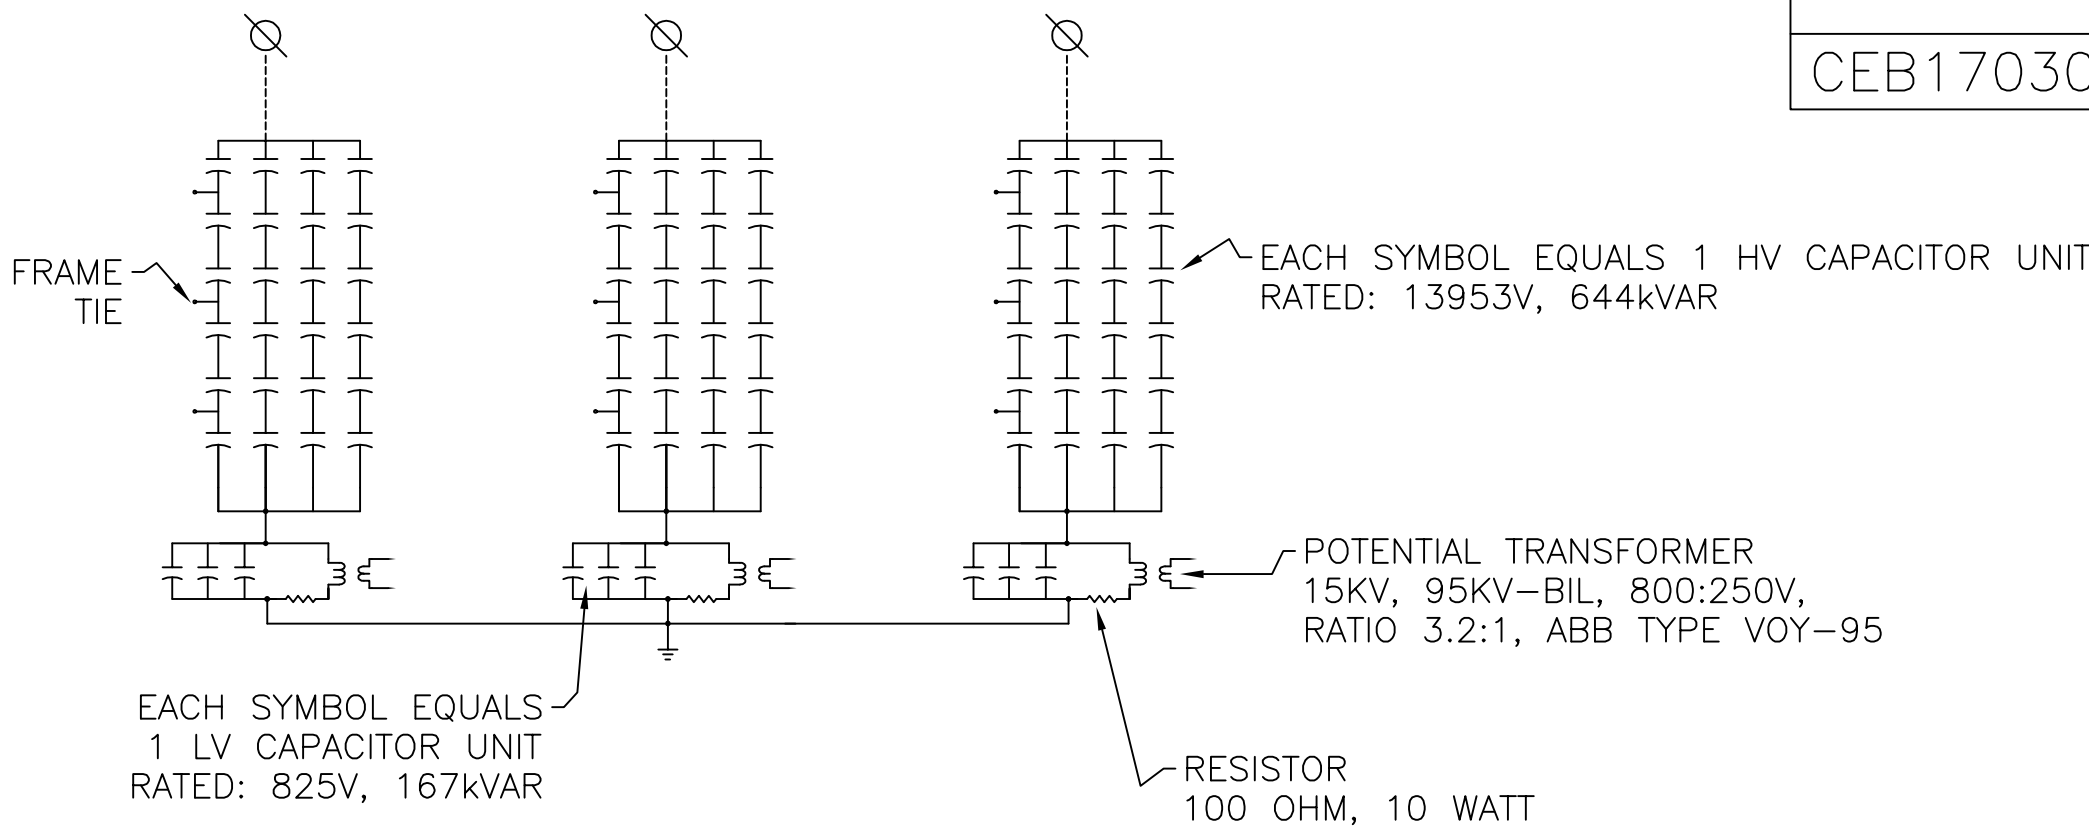 CEB17030
FRAME
TIE
EACH SYMBOL EQUALS 1 HV CAPACITOR UNIT
RATED: 13953V, 644kVAR
POTENTIAL TRANSFORMER
15KV, 95KV-BIL, 800:250V,
RATIO 3.2:1, ABB TYPE VOY-95
EACH SYMBOL EQUALS
1 LV CAPACITOR UNIT
RATED: 825V, 167kVAR
RESISTOR
100 OHM, 10 WATT